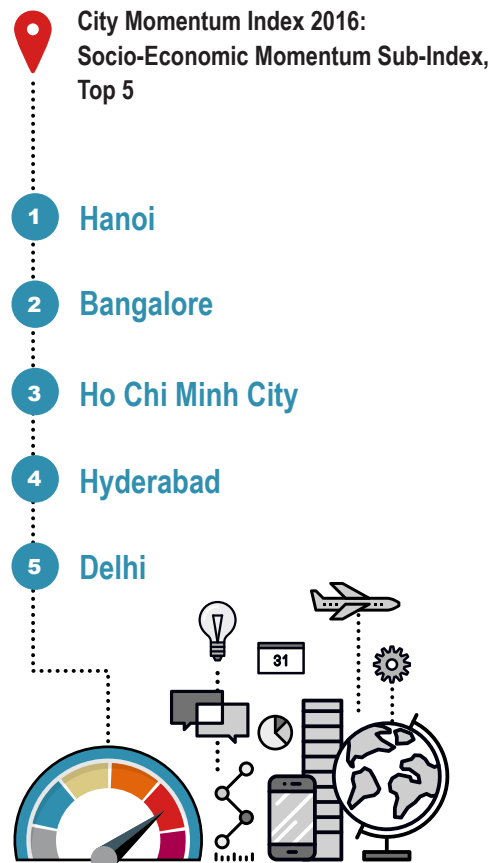 City Momentum Index 2016:
Socio-Economic Momentum Sub-Index,
Top 5
1 Hanoi
2 Bangalore
3 Ho Chi Minh City
4 Hyderabad
5 Delhi
31